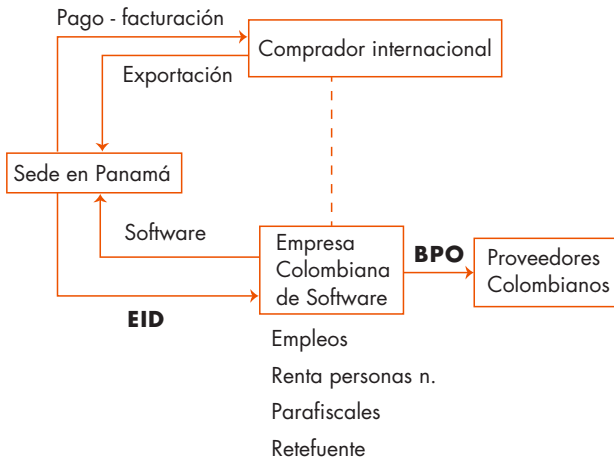 Pago - facturación
Comprador internacional
Exportación
Sede en Panamá
Software
Empresa
Colombiana
de Software
BPO
Proveedores
Colombianos
EID
Empleos
Renta personas n.
Parafiscales
Retefuente